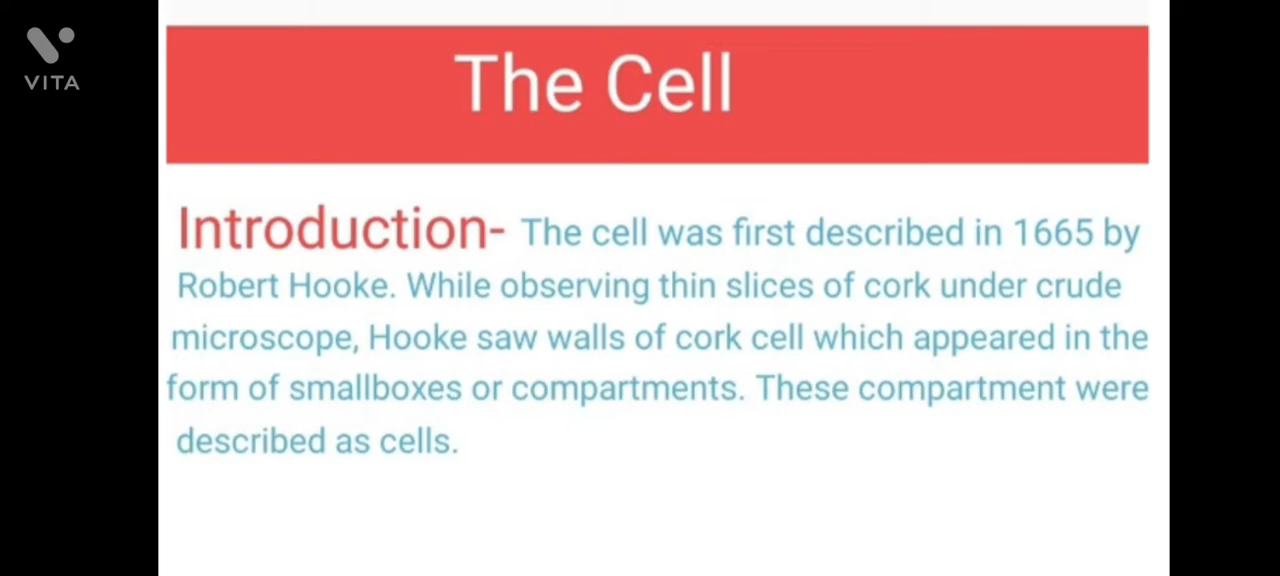 VITA
The Cell
Introduction- The cell was first described in 1665 by
Robert Hooke. While observing thin slices of cork under crude
microscope, Hooke saw walls of cork cell which appeared in the
form of smallboxes or compartments. These compartment were
described as cells.